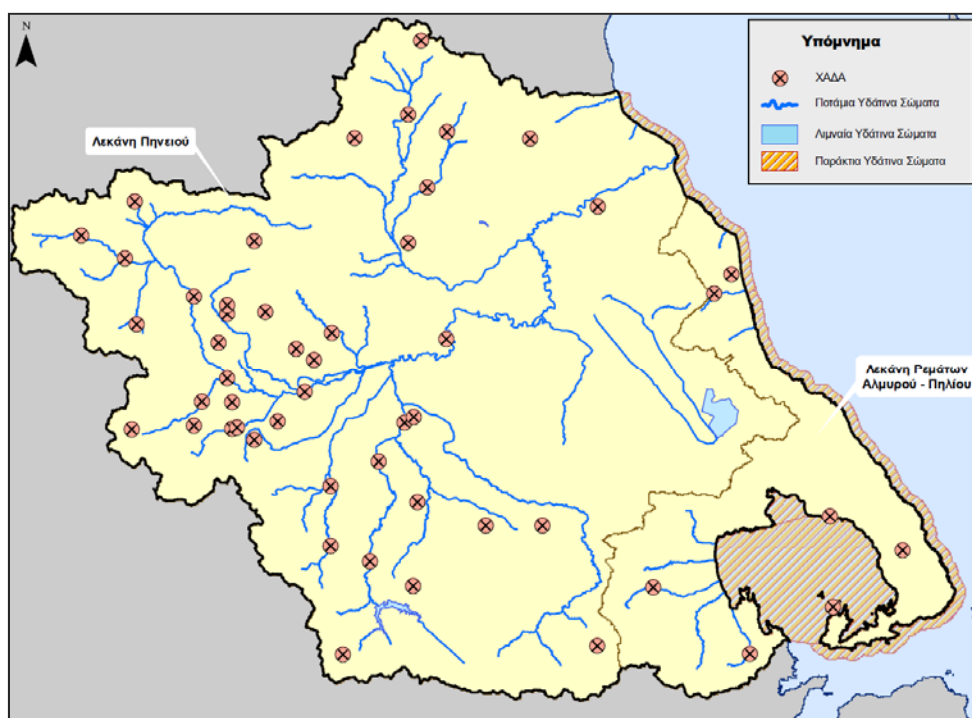 N
Υπόμνημα
ΧΑΔΑ
Ποτάμια Υδάτινα Σώματα
Λιμναία Υδάτινα Σώματα
Παράκτια Υδάτινα Σώματα
Λεκάνη Πηνειού
Λεκάνη Ρεμάτων
Αλμυρού - Πηλίου